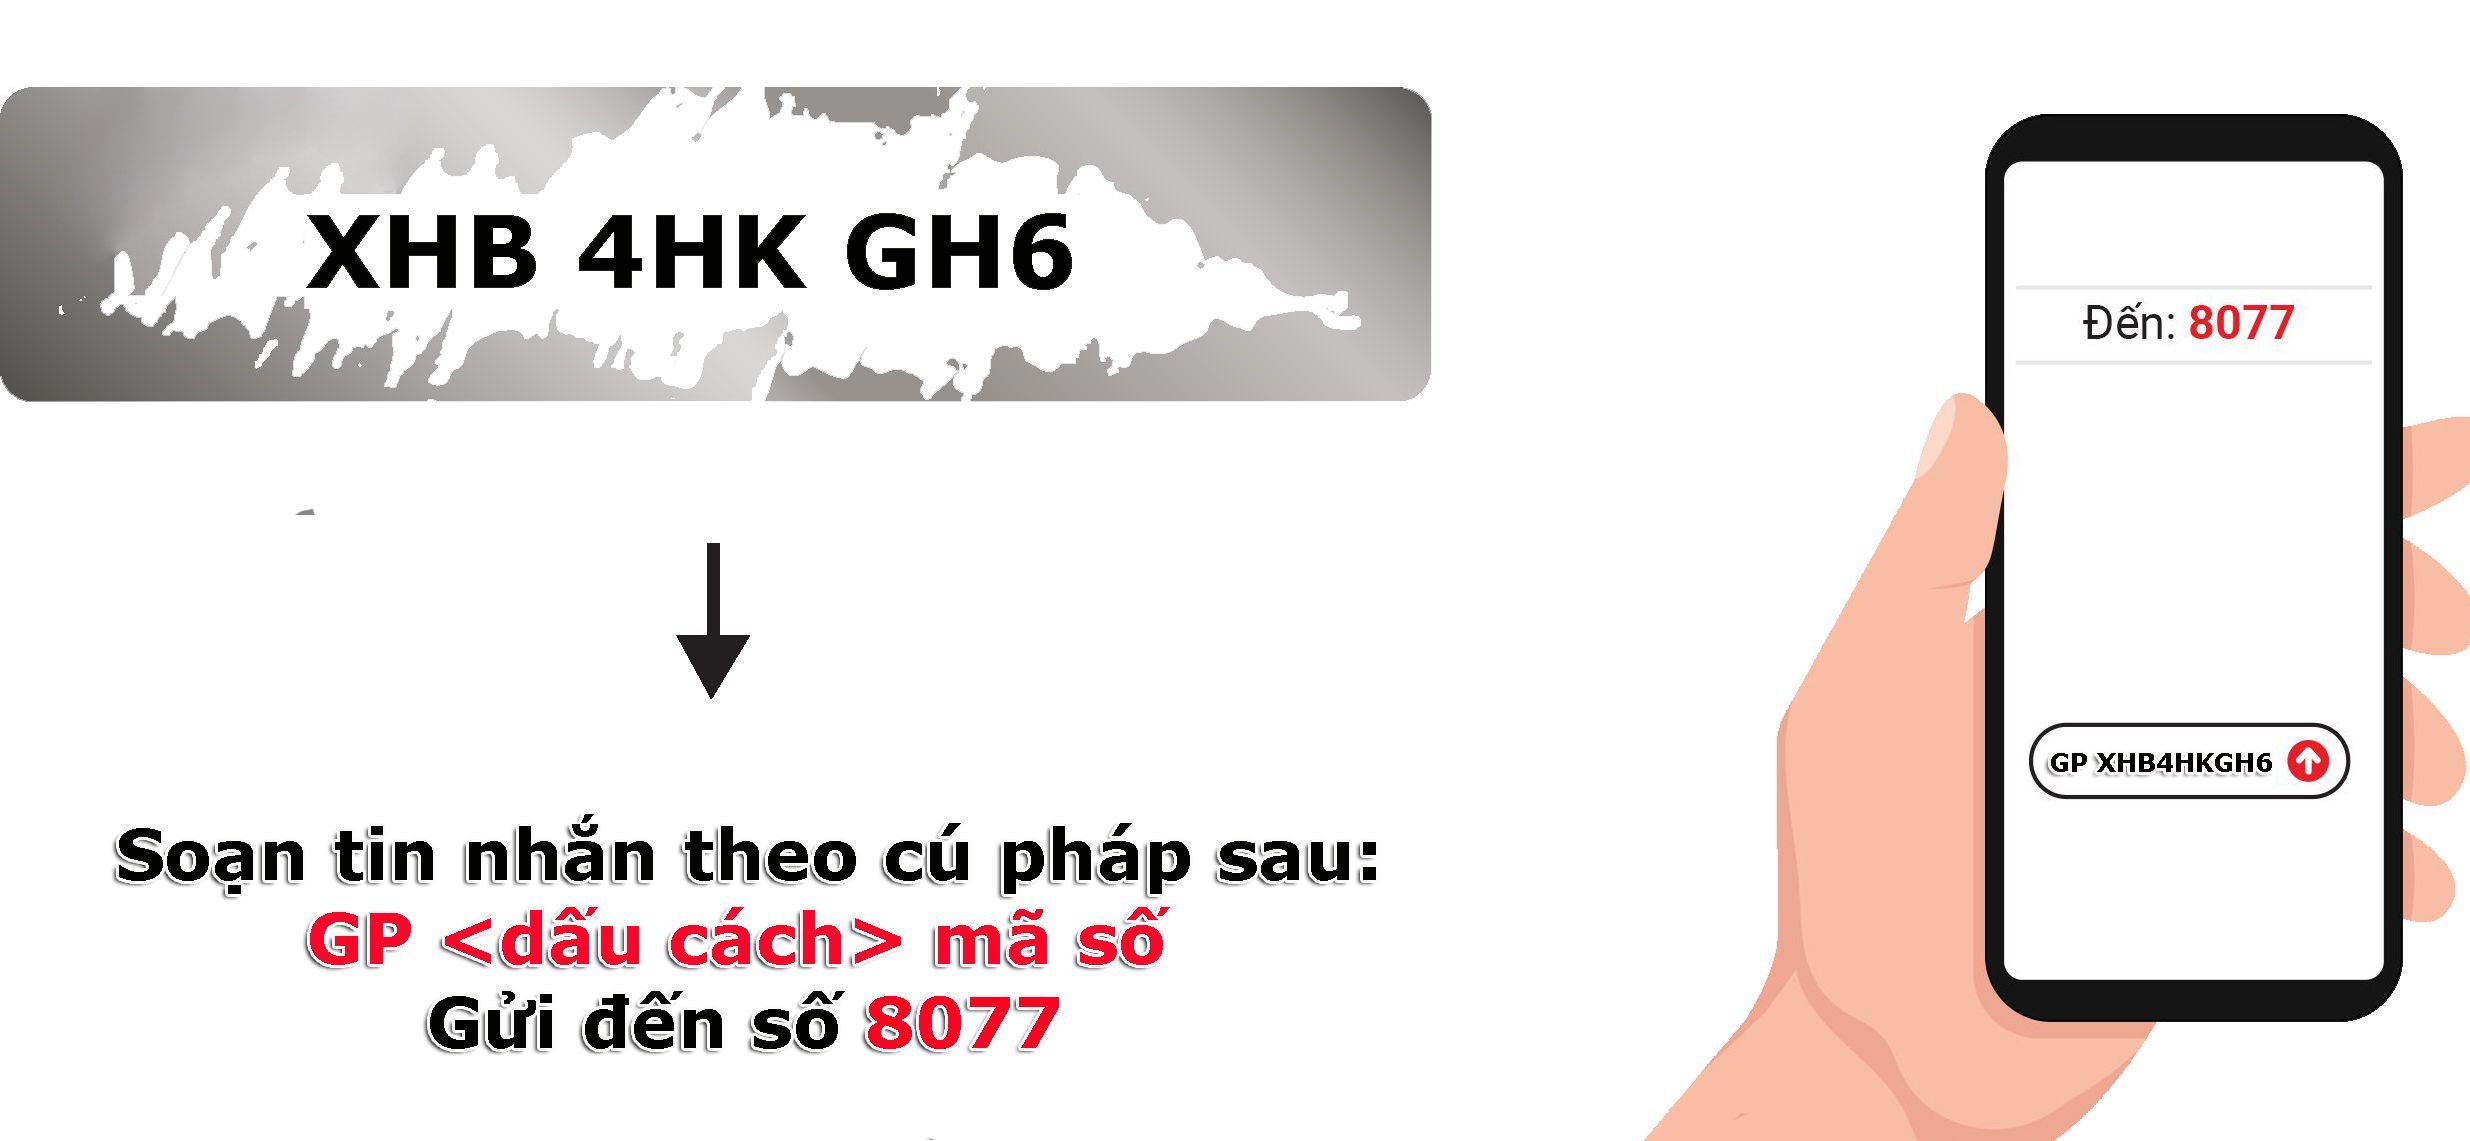 XHB 4HK GH6
Đến: 8077
GP XHB4HKGH6
Soạn tin nhắn theo cú pháp sau:
GP <dấu cách> mã số
Gửi đến số 8077